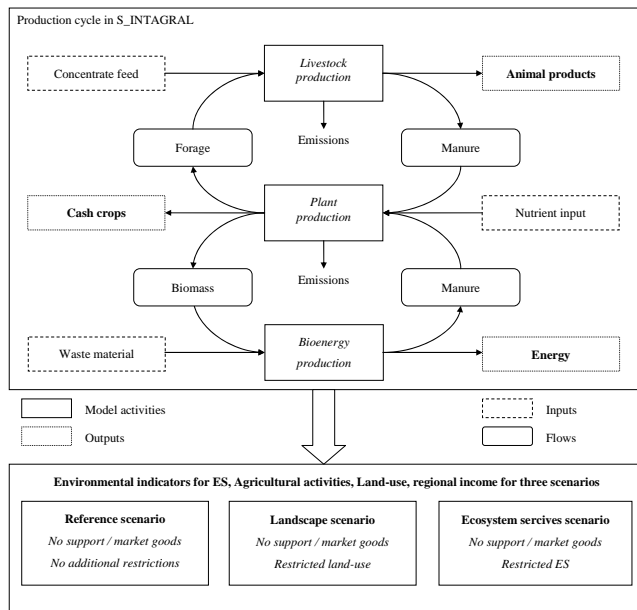 Production cycle in S_INTAGRAL
Concentrate feed
Livestock
production
Animal products
Emissions
Forage
Manure
Cash crops
Plant
production
Nutrient input
Emissions
Biomass
Manure
Waste material
Bioenergy
production
Energy
Model activities
Inputs
Outputs
Flows
Environmental indicators for ES, Agricultural activities, Land-use, regional income for three scenarios
Reference scenario
No support / market goods
No additional restrictions
Landscape scenario
No support / market goods
Restricted land-use
Ecosystem sercives scenario
No support / market goods
Restricted ES